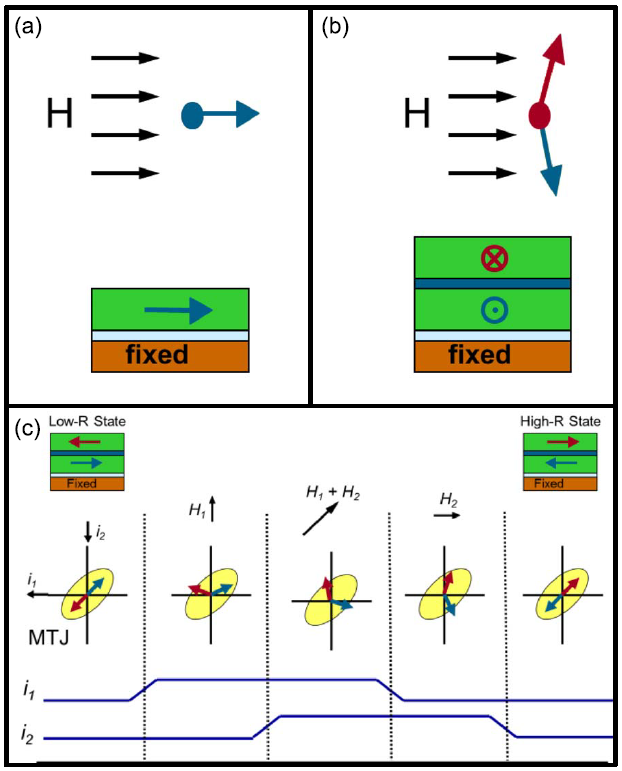 (a)
H
fixed
(b)
H
fixed
(c)
Low-R State
Fixed
High-R State
Fixed
H1
H1 + H2
H2
i2
i1
MTJ
i1
i2